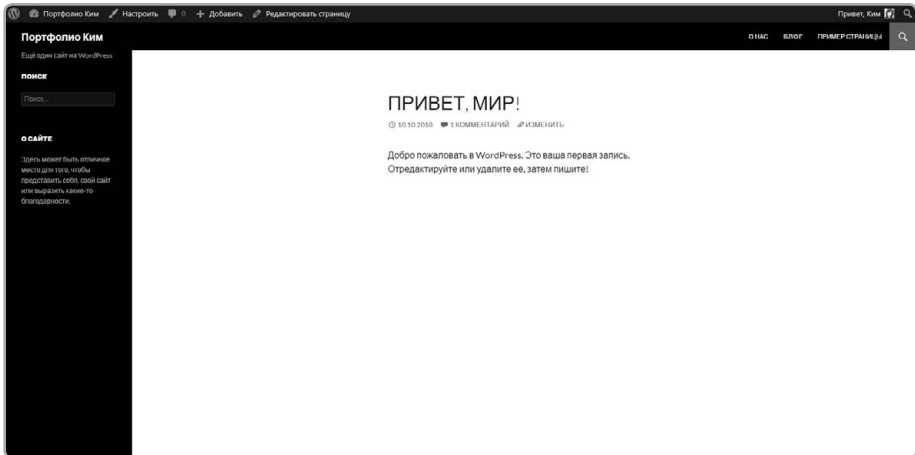 Портфолио Ким Настроить 0 Добавить Редактировать страницу Привет, Ким
Портфолио Ким О НАС БЛОГ ПРИМЕР СТРАНИЦЫ
Ещё один сайт на WordPress
ПОИСК
Поиск...
О САЙТЕ
Здесь может быть отличное
место для того, чтобы
представить себя, свой сайт
или выразить какие-то
благодарности.
ПРИВЕТ, МИР!
10.10.2018 1 КОММЕНТАРИЙ ИЗМЕНИТЬ
Добро пожаловать в WordPress. Это ваша первая запись.
Отредактируйте или удалите ее, затем пишите!